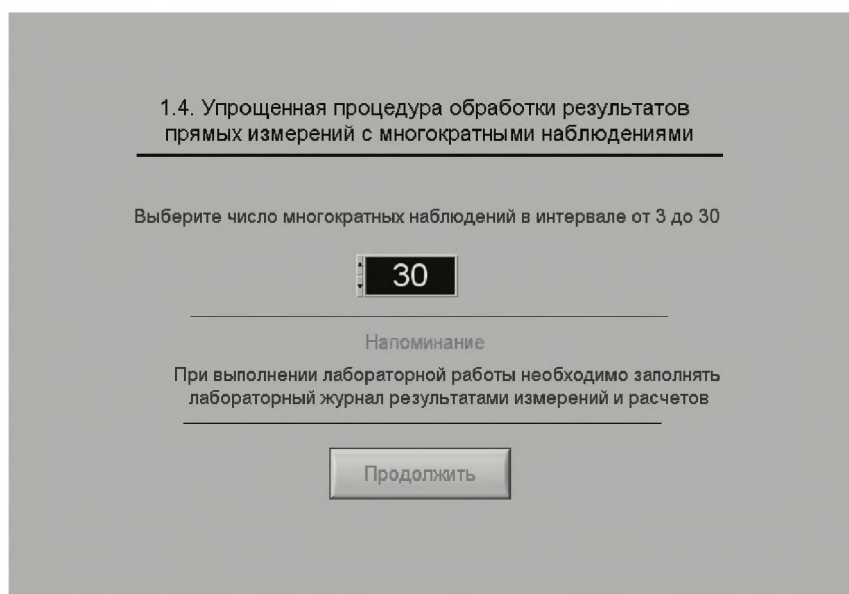 1.4. Упрощенная процедура обработки результатов
прямых измерений с многократными наблюдениями
Выберите число многократных наблюдений в интервале от 3 до 30
30
Напоминание
При выполнении лабораторной работы необходимо заполнять
лабораторный журнал результатами измерений и расчетов
Продолжить